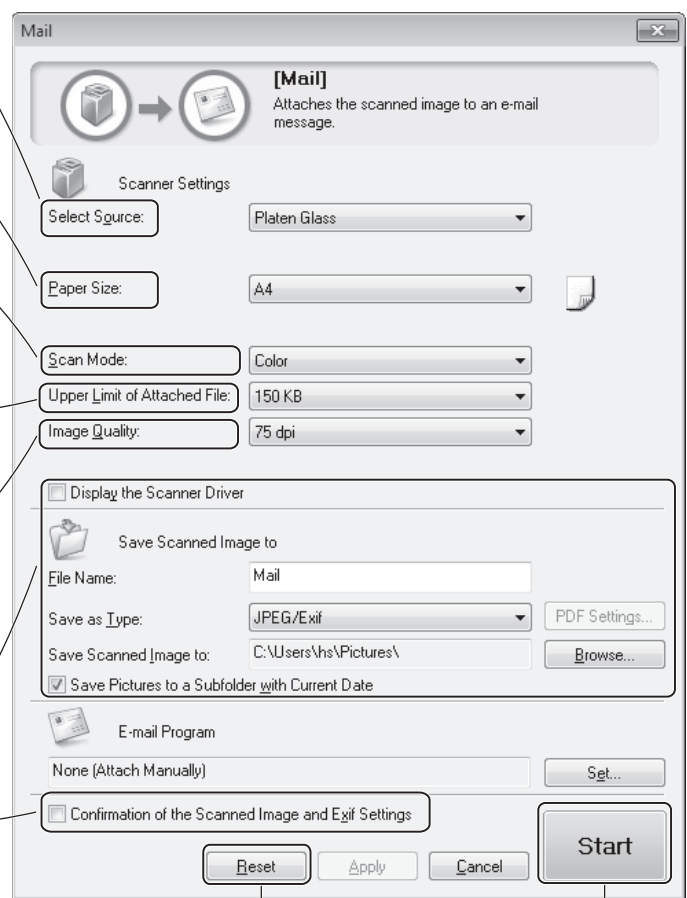 Mail
[Mail]
Attaches the scanned image to an e-mail
message.
Scanner Settings
Select Source: Platen Glass
Paper Size: A4
Scan Mode: Color
Upper Limit of Attached File: 150 KB
Image Quality: 75 dpi
Display the Scanner Driver
Save Scanned Image to
File Name: Mail
Save as Type: JPEG/Exif PDF Settings...
Save Scanned Image to: C:\Users\hs\Pictures\ Browse...
Save Pictures to a Subfolder with Current Date
E-mail Program
None (Attach Manually) Set...
Confirmation of the Scanned Image and Exif Settings
Start
Reset Apply Cancel